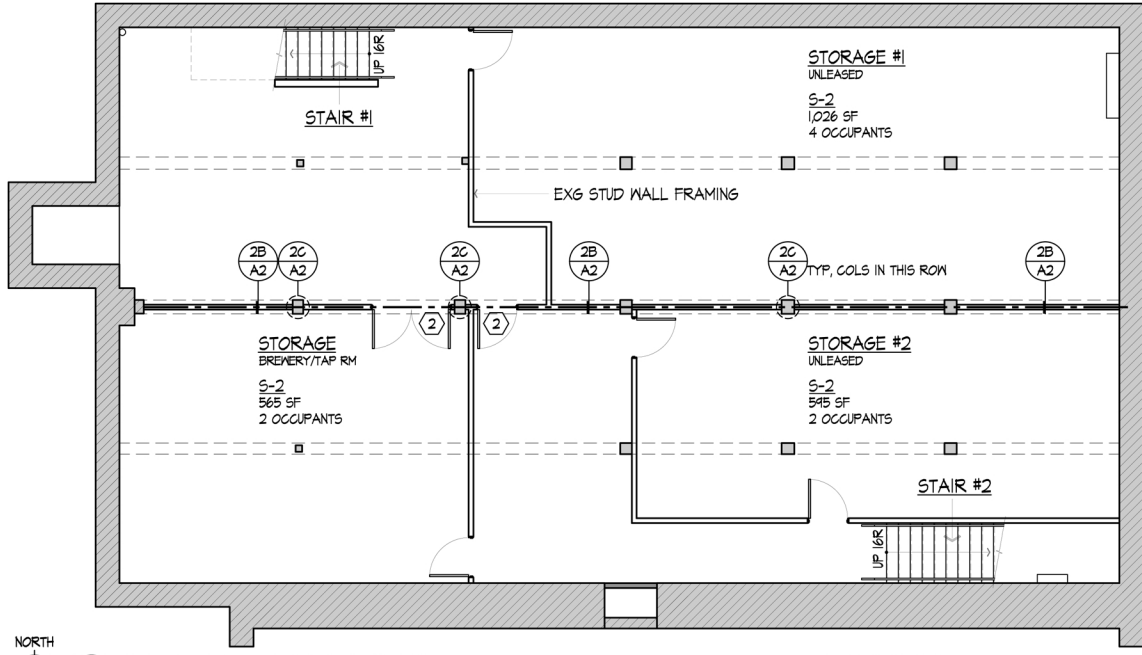 UP 16R
STAIR #1
STORAGE #1
UNLEASED
S-2
1,026 SF
4 OCCUPANTS
EXG STUD WALL FRAMING
2B
A2
2C
A2
2C
A2
2B
A2
2C
A2
TYP, COLS IN THIS ROW
2B
A2
2
2
STORAGE
BREWERY/TAP RM
S-2
565 SF
2 OCCUPANTS
STORAGE #2
UNLEASED
S-2
595 SF
2 OCCUPANTS
STAIR #2
UP 16R
NORTH